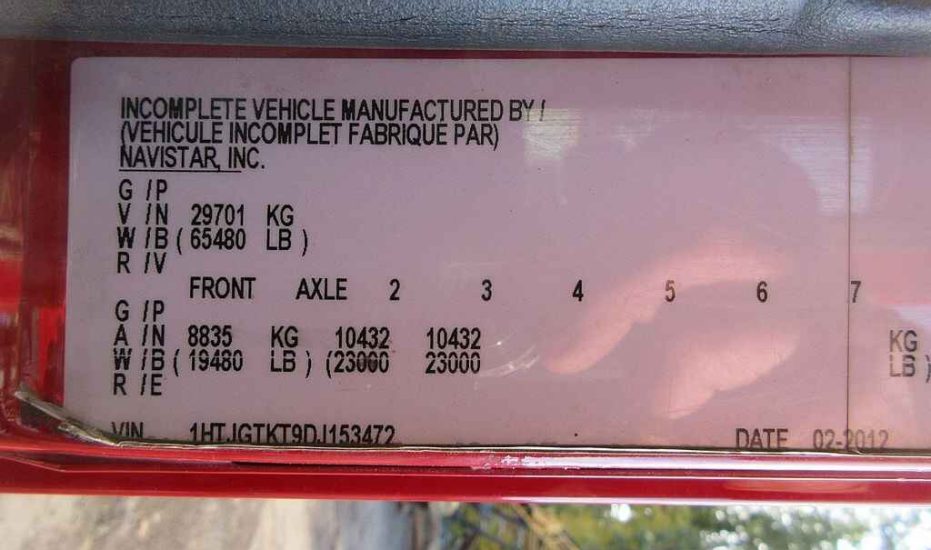 INCOMPLETE VEHICLE MANUFACTURED BY /
(VEHICULE INCOMPLET FABRIQUE PAR)
NAVISTAR, INC.
G /P
V /N 29701 KG
W /B ( 65480 LB )
R /V
FRONT AXLE 2 3 4 5 6 7
G /P
A /N 8835 KG 10432 10432 KG
W /B ( 19480 LB ) (23000 23000 LB )
R /E
VIN 1HTJGTKT9DJ153472 DATE 02-2012